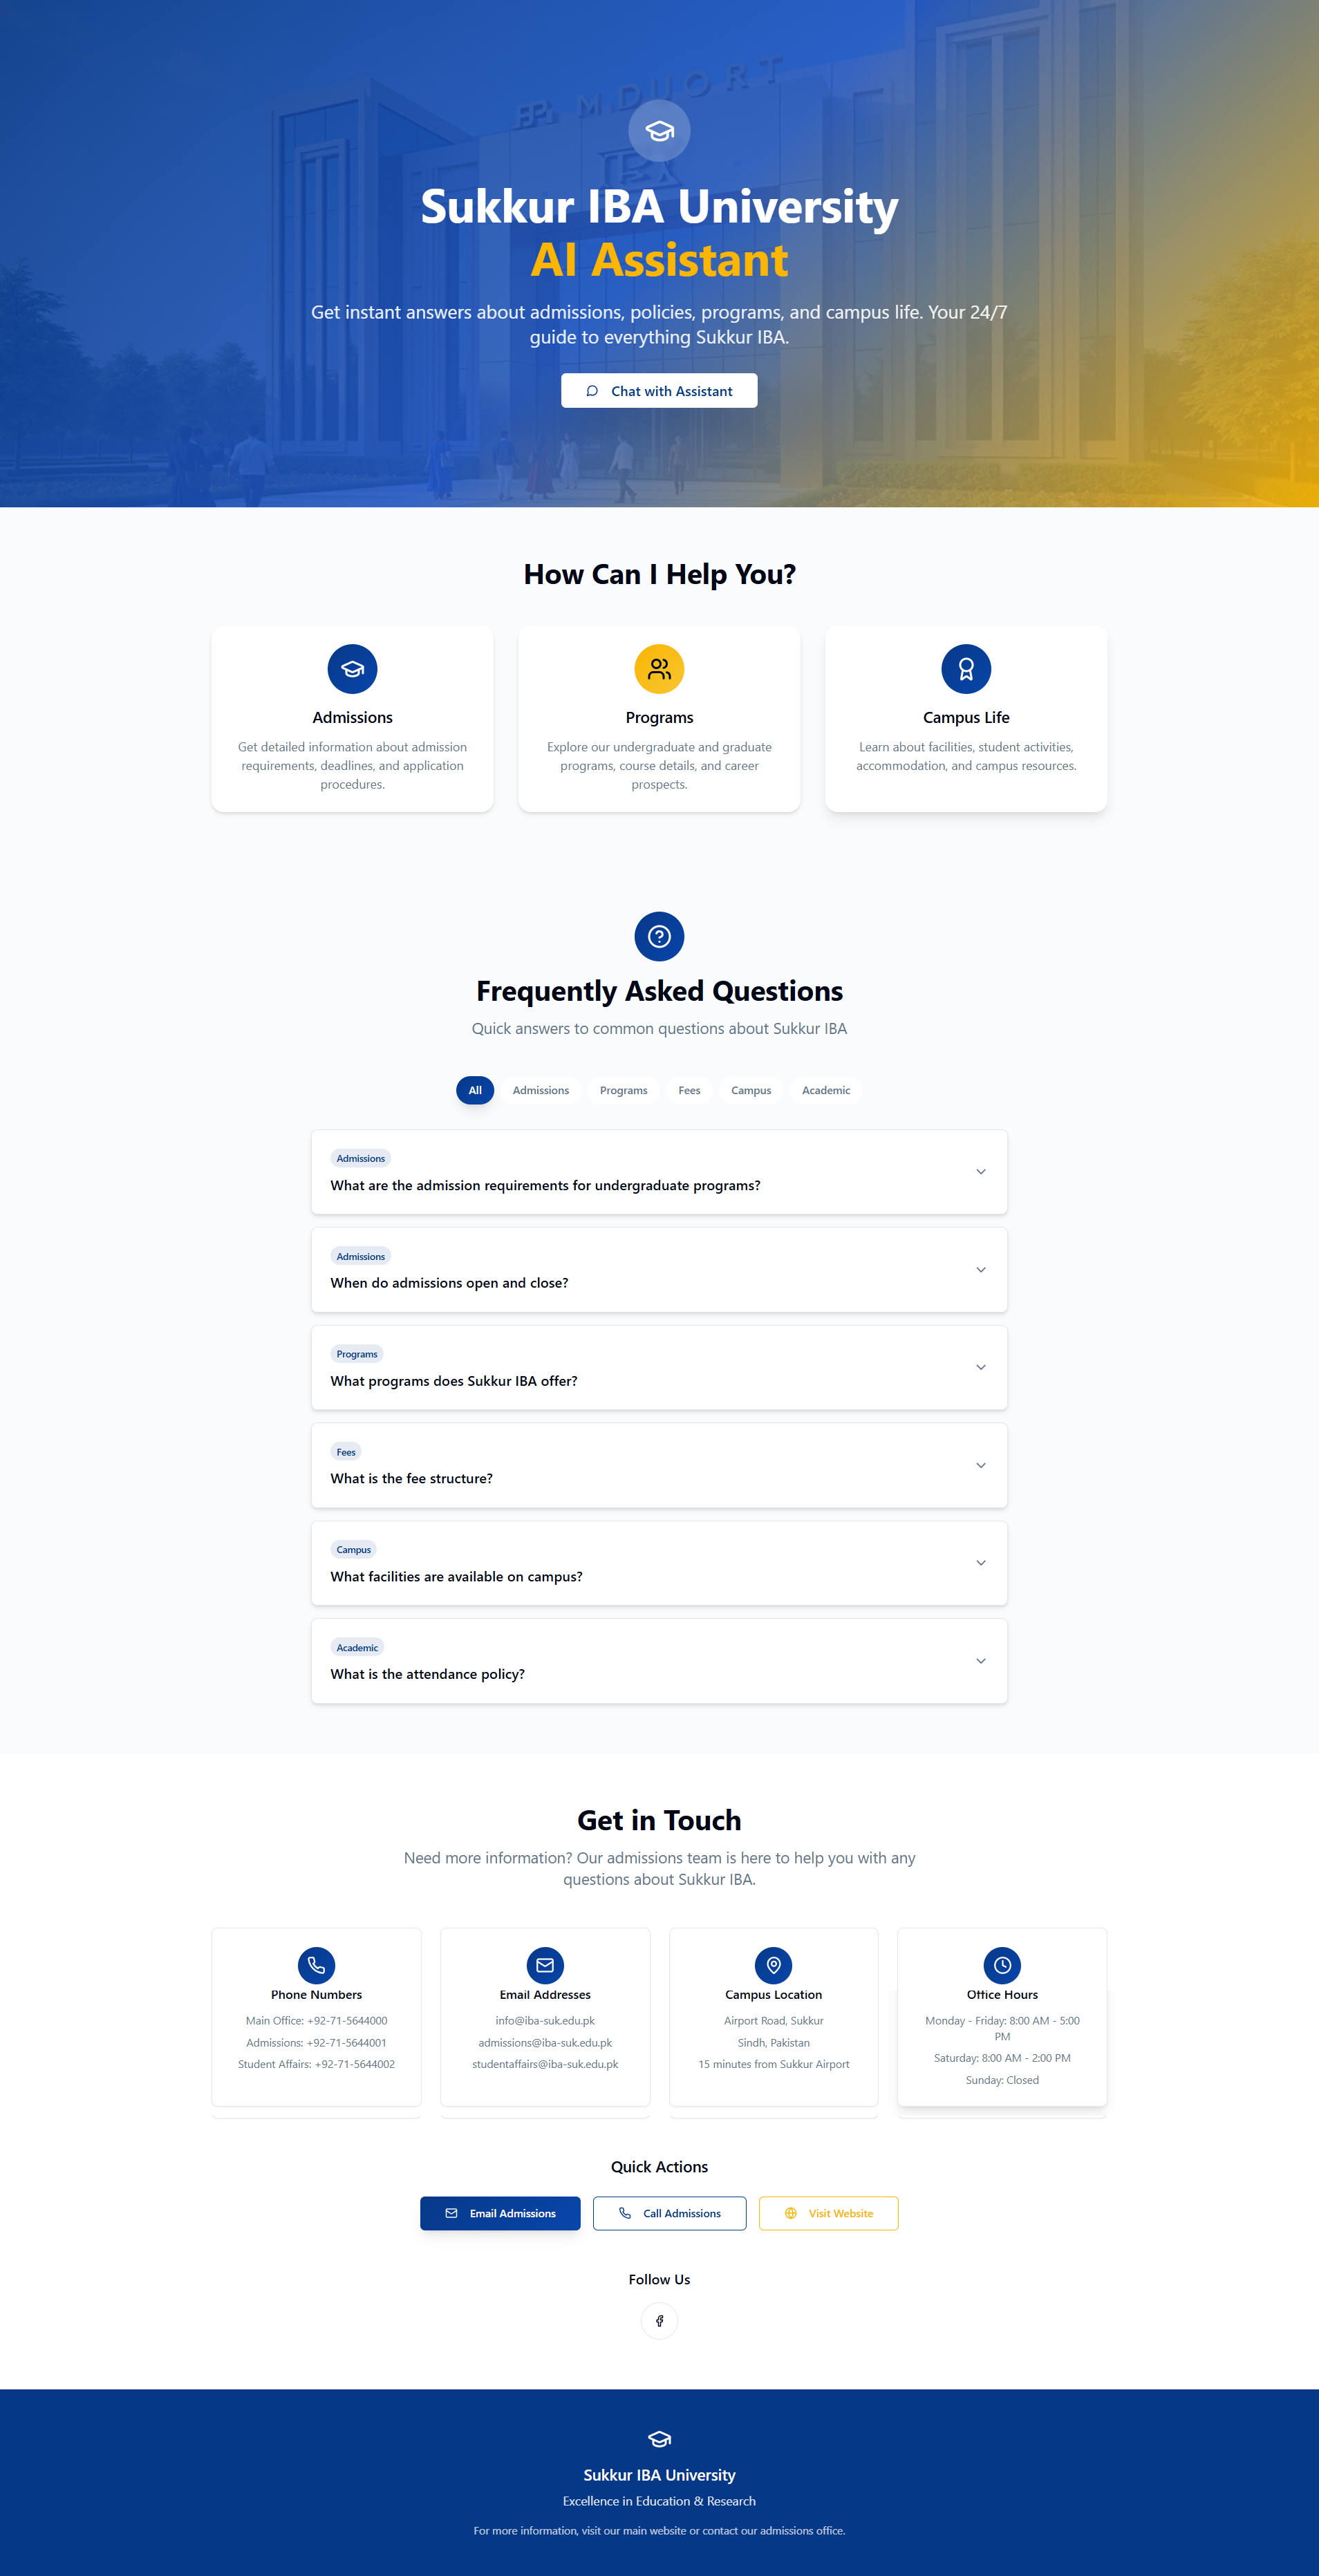 M.DUORT
Sukkur IBA University
AI Assistant
Get instant answers about admissions, policies, programs, and campus life. Your 24/7
guide to everything Sukkur IBA.
Chat with Assistant
How Can I Help You?
Admissions
Get detailed information about admission
requirements, deadlines, and application
procedures.
Programs
Explore our undergraduate and graduate
programs, course details, and career
prospects.
Campus Life
Learn about facilities, student activities,
accommodation, and campus resources.
Frequently Asked Questions
Quick answers to common questions about Sukkur IBA
All Admissions Programs Fees Campus Academic
Admissions
What are the admission requirements for undergraduate programs?
Admissions
When do admissions open and close?
Programs
What programs does Sukkur IBA offer?
Fees
What is the fee structure?
Campus
What facilities are available on campus?
Academic
What is the attendance policy?
Get in Touch
Need more information? Our admissions team is here to help you with any
questions about Sukkur IBA.
Phone Numbers
Main Office: +92-71-5644000
Admissions: +92-71-5644001
Student Affairs: +92-71-5644002
Email Addresses
info@iba-suk.edu.pk
admissions@iba-suk.edu.pk
studentaffairs@iba-suk.edu.pk
Campus Location
Airport Road, Sukkur
Sindh, Pakistan
15 minutes from Sukkur Airport
Office Hours
Monday - Friday: 8:00 AM - 5:00
PM
Saturday: 8:00 AM - 2:00 PM
Sunday: Closed
Quick Actions
Email Admissions Call Admissions Visit Website
Follow Us
Sukkur IBA University
Excellence in Education & Research
For more information, visit our main website or contact our admissions office.